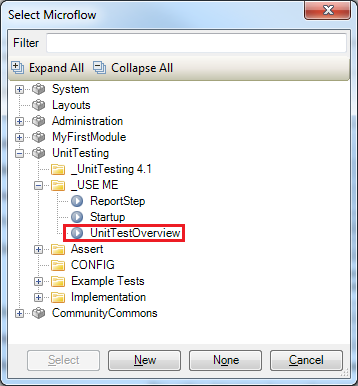 Select Microflow
Filter
Expand All Collapse All
System
Layouts
Administration
MyFirstModule
UnitTesting
_UnitTesting 4.1
_USE ME
ReportStep
Startup
UnitTestOverview
Assert
CONFIG
Example Tests
Implementation
CommunityCommons
Select New None Cancel